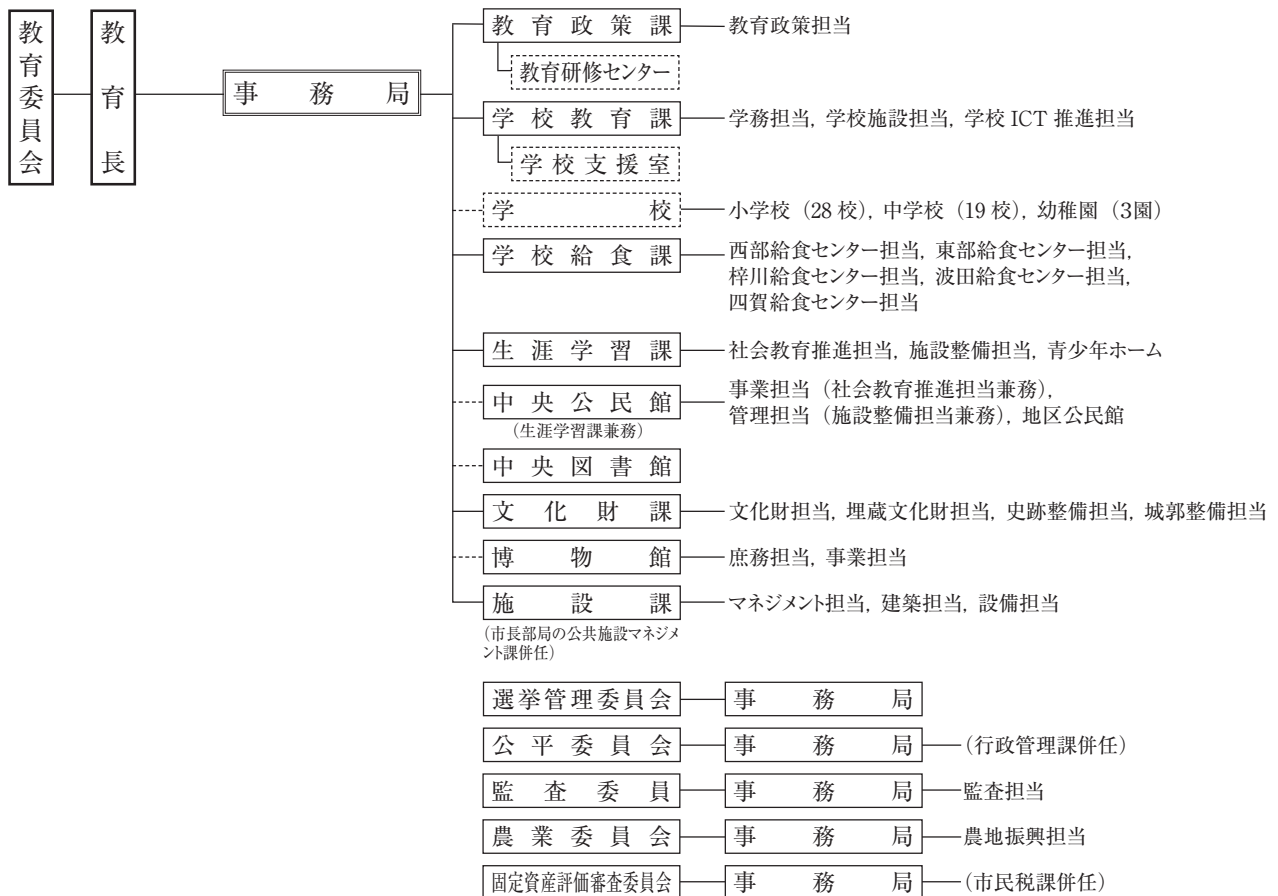 教育委員会
教育長
事務局
教育政策課
教育政策担当
教育研修センター
学校教育課
学務担当, 学校施設担当, 学校 ICT 推進担当
学校支援室
学校
小学校（28 校）, 中学校（19 校）, 幼稚園（3園）
学校給食課
西部給食センター担当, 東部給食センター担当,
梓川給食センター担当, 波田給食センター担当,
四賀給食センター担当
生涯学習課
社会教育推進担当, 施設整備担当, 青少年ホーム
中央公民館
（生涯学習課兼務）
事業担当（社会教育推進担当兼務）,
管理担当（施設整備担当兼務）, 地区公民館
中央図書館
文化財課
文化財担当, 埋蔵文化財担当, 史跡整備担当, 城郭整備担当
博物館
庶務担当, 事業担当
施設課
マネジメント担当, 建築担当, 設備担当
（市長部局の公共施設マネジメ
ント課併任）
選挙管理委員会
事務局
公平委員会
事務局
（行政管理課併任）
監査委員
事務局
監査担当
農業委員会
事務局
農地振興担当
固定資産評価審査委員会
事務局
（市民税課併任）